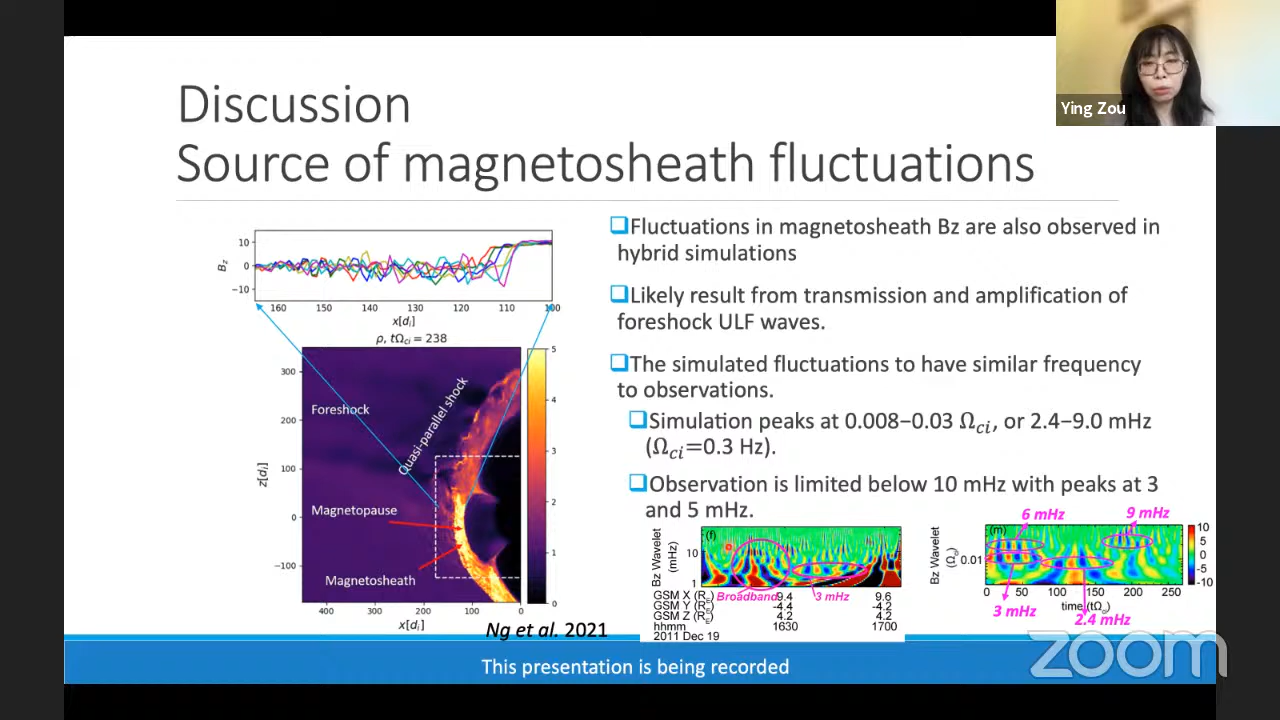 Ying Zou
Discussion
Source of magnetosheath fluctuations
Fluctuations in magnetosheath Bz are also observed in
hybrid simulations
Likely result from transmission and amplification of
foreshock ULF waves.
The simulated fluctuations to have similar frequency
to observations.
Simulation peaks at 0.008−0.03 Ω𝑐𝑖, or 2.4−9.0 mHz
(Ω𝑐𝑖=0.3 Hz).
Observation is limited below 10 mHz with peaks at 3
and 5 mHz.
10
0
−10
Bz
160 150 140 130 120 110 100
x[di]
ρ, tΩci = 238
300
200
100
0
−100
z[di]
Foreshock
Quasi-parallel shock
Magnetopause
Magnetosheath
5
4
3
2
1
0
400 300 200 100 0
x[di]
Ng et al. 2021
Bz Wavelet
(mHz)
(f)
10
1
Broadband
3 mHz
GSM X (RE) 9.4 9.6
GSM Y (RE) -4.4 -4.2
GSM Z (RE) 4.2 4.2
hhmm 1630 1700
2011 Dec 19
6 mHz
9 mHz
Bz Wavelet
(Ωci)
(m)
0.01
10
5
0
-5
-10
0 50 100 150 200 250
time (tΩci)
3 mHz
2.4 mHz
This presentation is being recorded
zoom